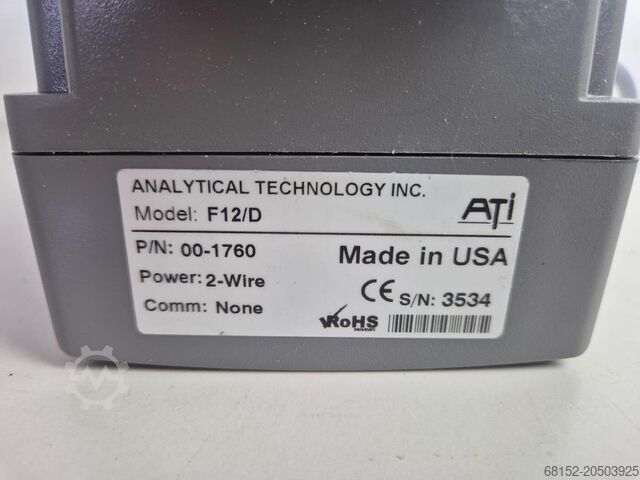 ANALYTICAL TECHNOLOGY INC.
Model: F12/D
ATi
P/N: 00-1760
Made in USA
Power: 2-Wire
CE S/N: 3534
Comm: None
RoHS
68152-20503925